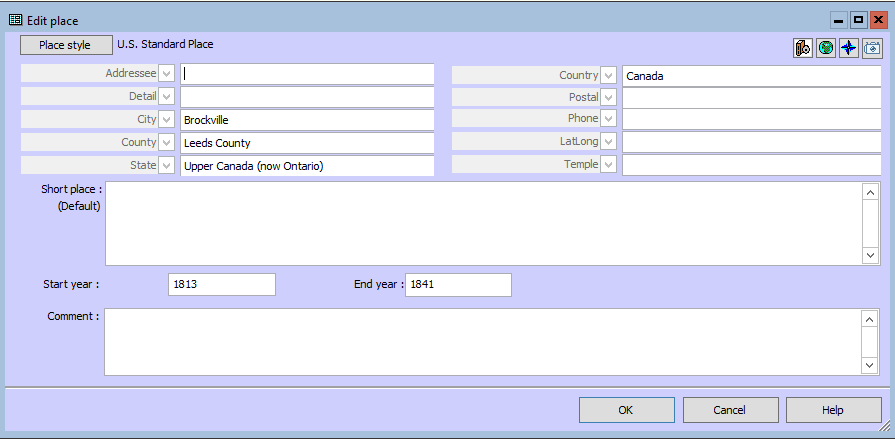 Edit place
Place style U.S. Standard Place
Addressee
Detail
City Brockville
County Leeds County
State Upper Canada (now Ontario)
Country Canada
Postal
Phone
LatLong
Temple
Short place :
(Default)
Start year : 1813 End year : 1841
Comment :
OK Cancel Help